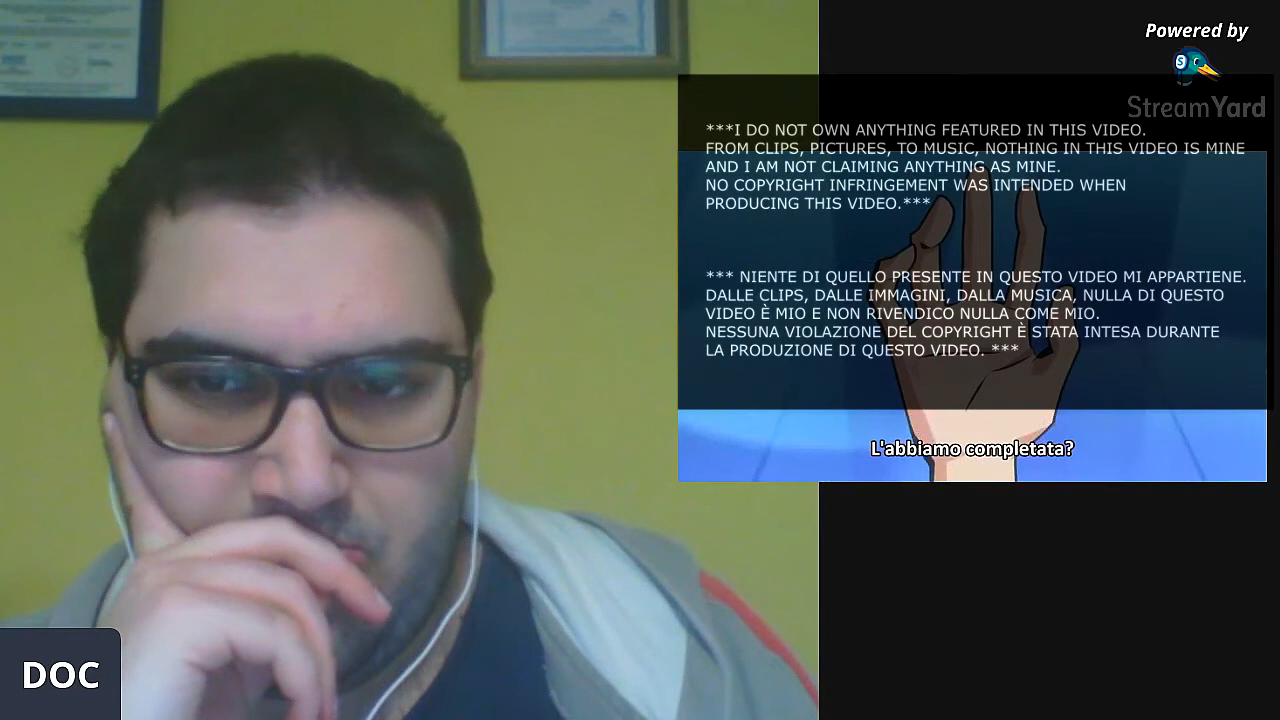 Powered by
StreamYard
***I DO NOT OWN ANYTHING FEATURED IN THIS VIDEO.
FROM CLIPS, PICTURES, TO MUSIC, NOTHING IN THIS VIDEO IS MINE
AND I AM NOT CLAIMING ANYTHING AS MINE.
NO COPYRIGHT INFRINGEMENT WAS INTENDED WHEN
PRODUCING THIS VIDEO.***
*** NIENTE DI QUELLO PRESENTE IN QUESTO VIDEO MI APPARTIENE.
DALLE CLIPS, DALLE IMMAGINI, DALLA MUSICA, NULLA DI QUESTO
VIDEO È MIO E NON RIVENDICO NULLA COME MIO.
NESSUNA VIOLAZIONE DEL COPYRIGHT È STATA INTESA DURANTE
LA PRODUZIONE DI QUESTO VIDEO. ***
L'abbiamo completata?
DOC